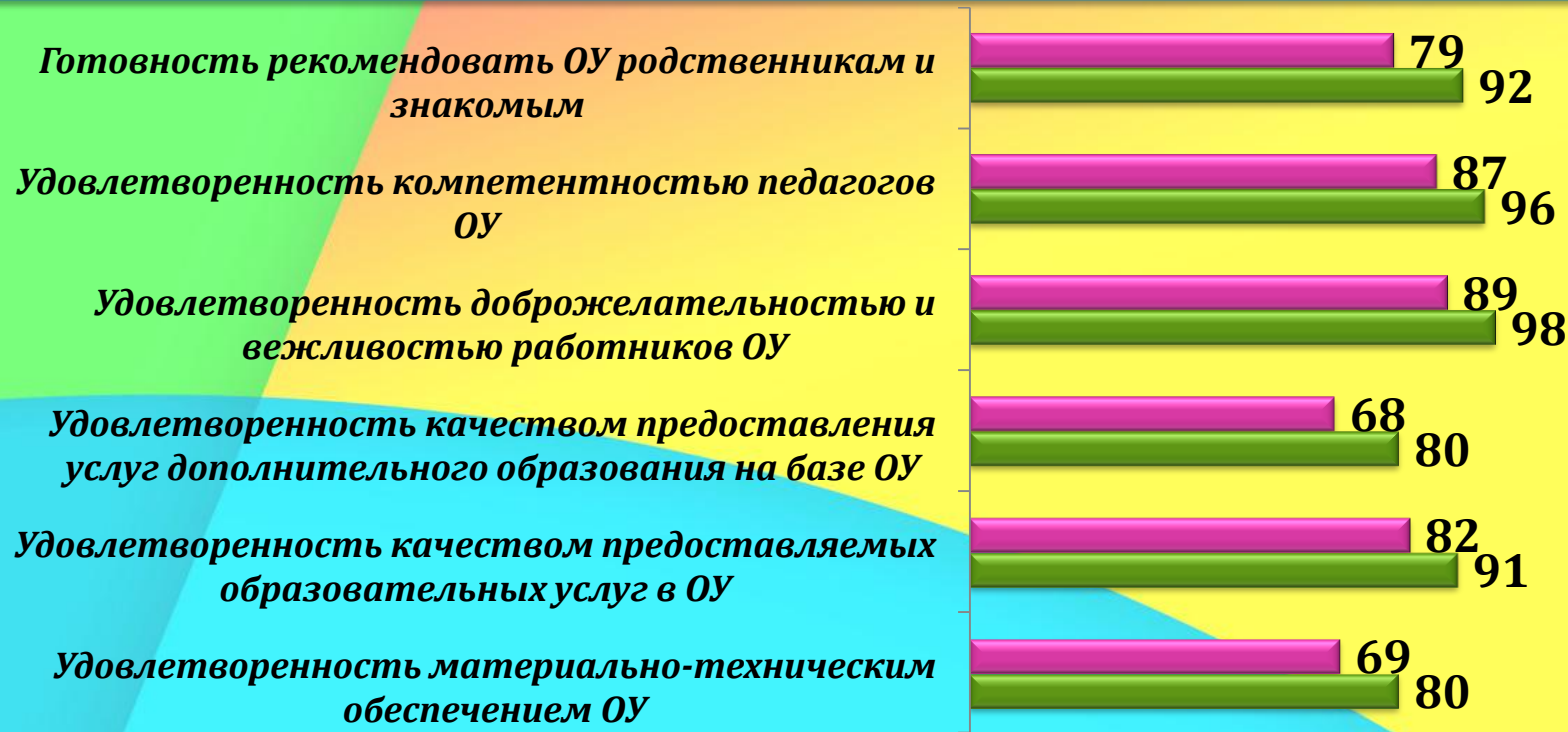 Готовность рекомендовать ОУ родственникам и
знакомым
79
92
Удовлетворенность компетентностью педагогов
ОУ
87
96
Удовлетворенность доброжелательностью и
вежливостью работников ОУ
89
98
Удовлетворенность качеством предоставления
услуг дополнительного образования на базе ОУ
68
80
Удовлетворенность качеством предоставляемых
образовательных услуг в ОУ
82
91
Удовлетворенность материально-техническим
обеспечением ОУ
69
80